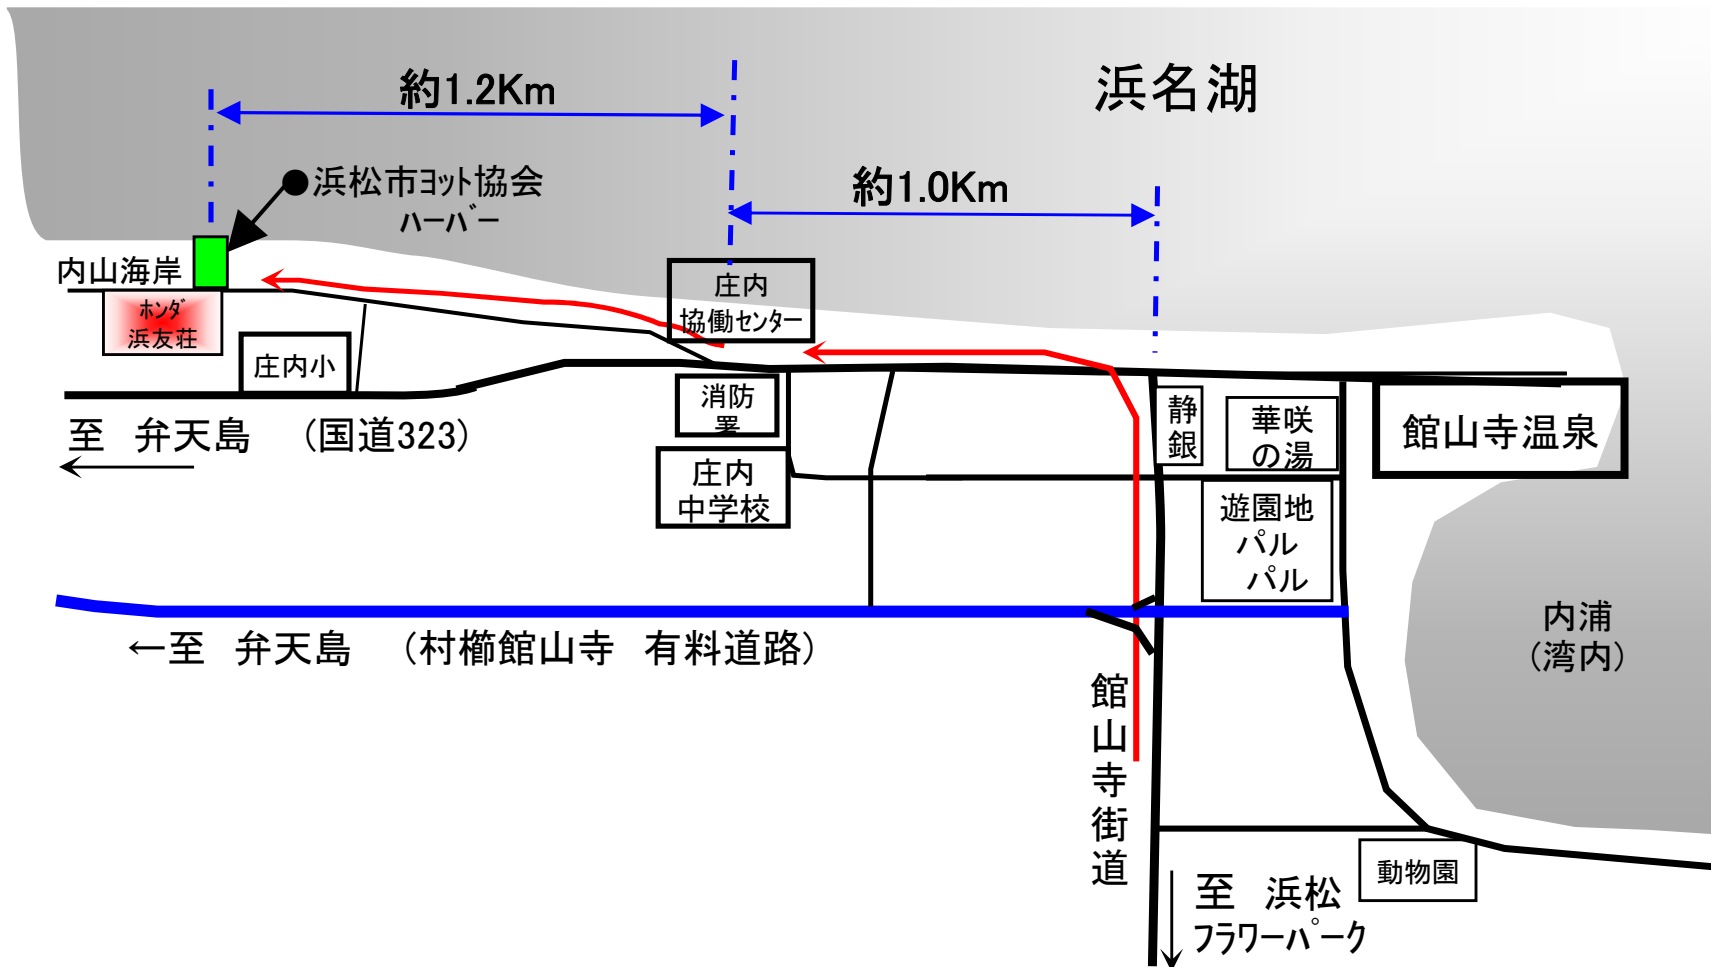 浜名湖
約1.2Km
約1.0Km
●浜松市ヨット協会
ハーバー
内山海岸
ホンダ
浜友荘
庄内小
庄内
協働センター
消防
署
庄内
中学校
静
銀
華咲
の湯
館山寺温泉
遊園地
パル
パル
至 弁天島 (国道323)
←至 弁天島 (村櫛館山寺 有料道路)
内浦
(湾内)
館山寺街道
動物園
至 浜松
フラワーパーク